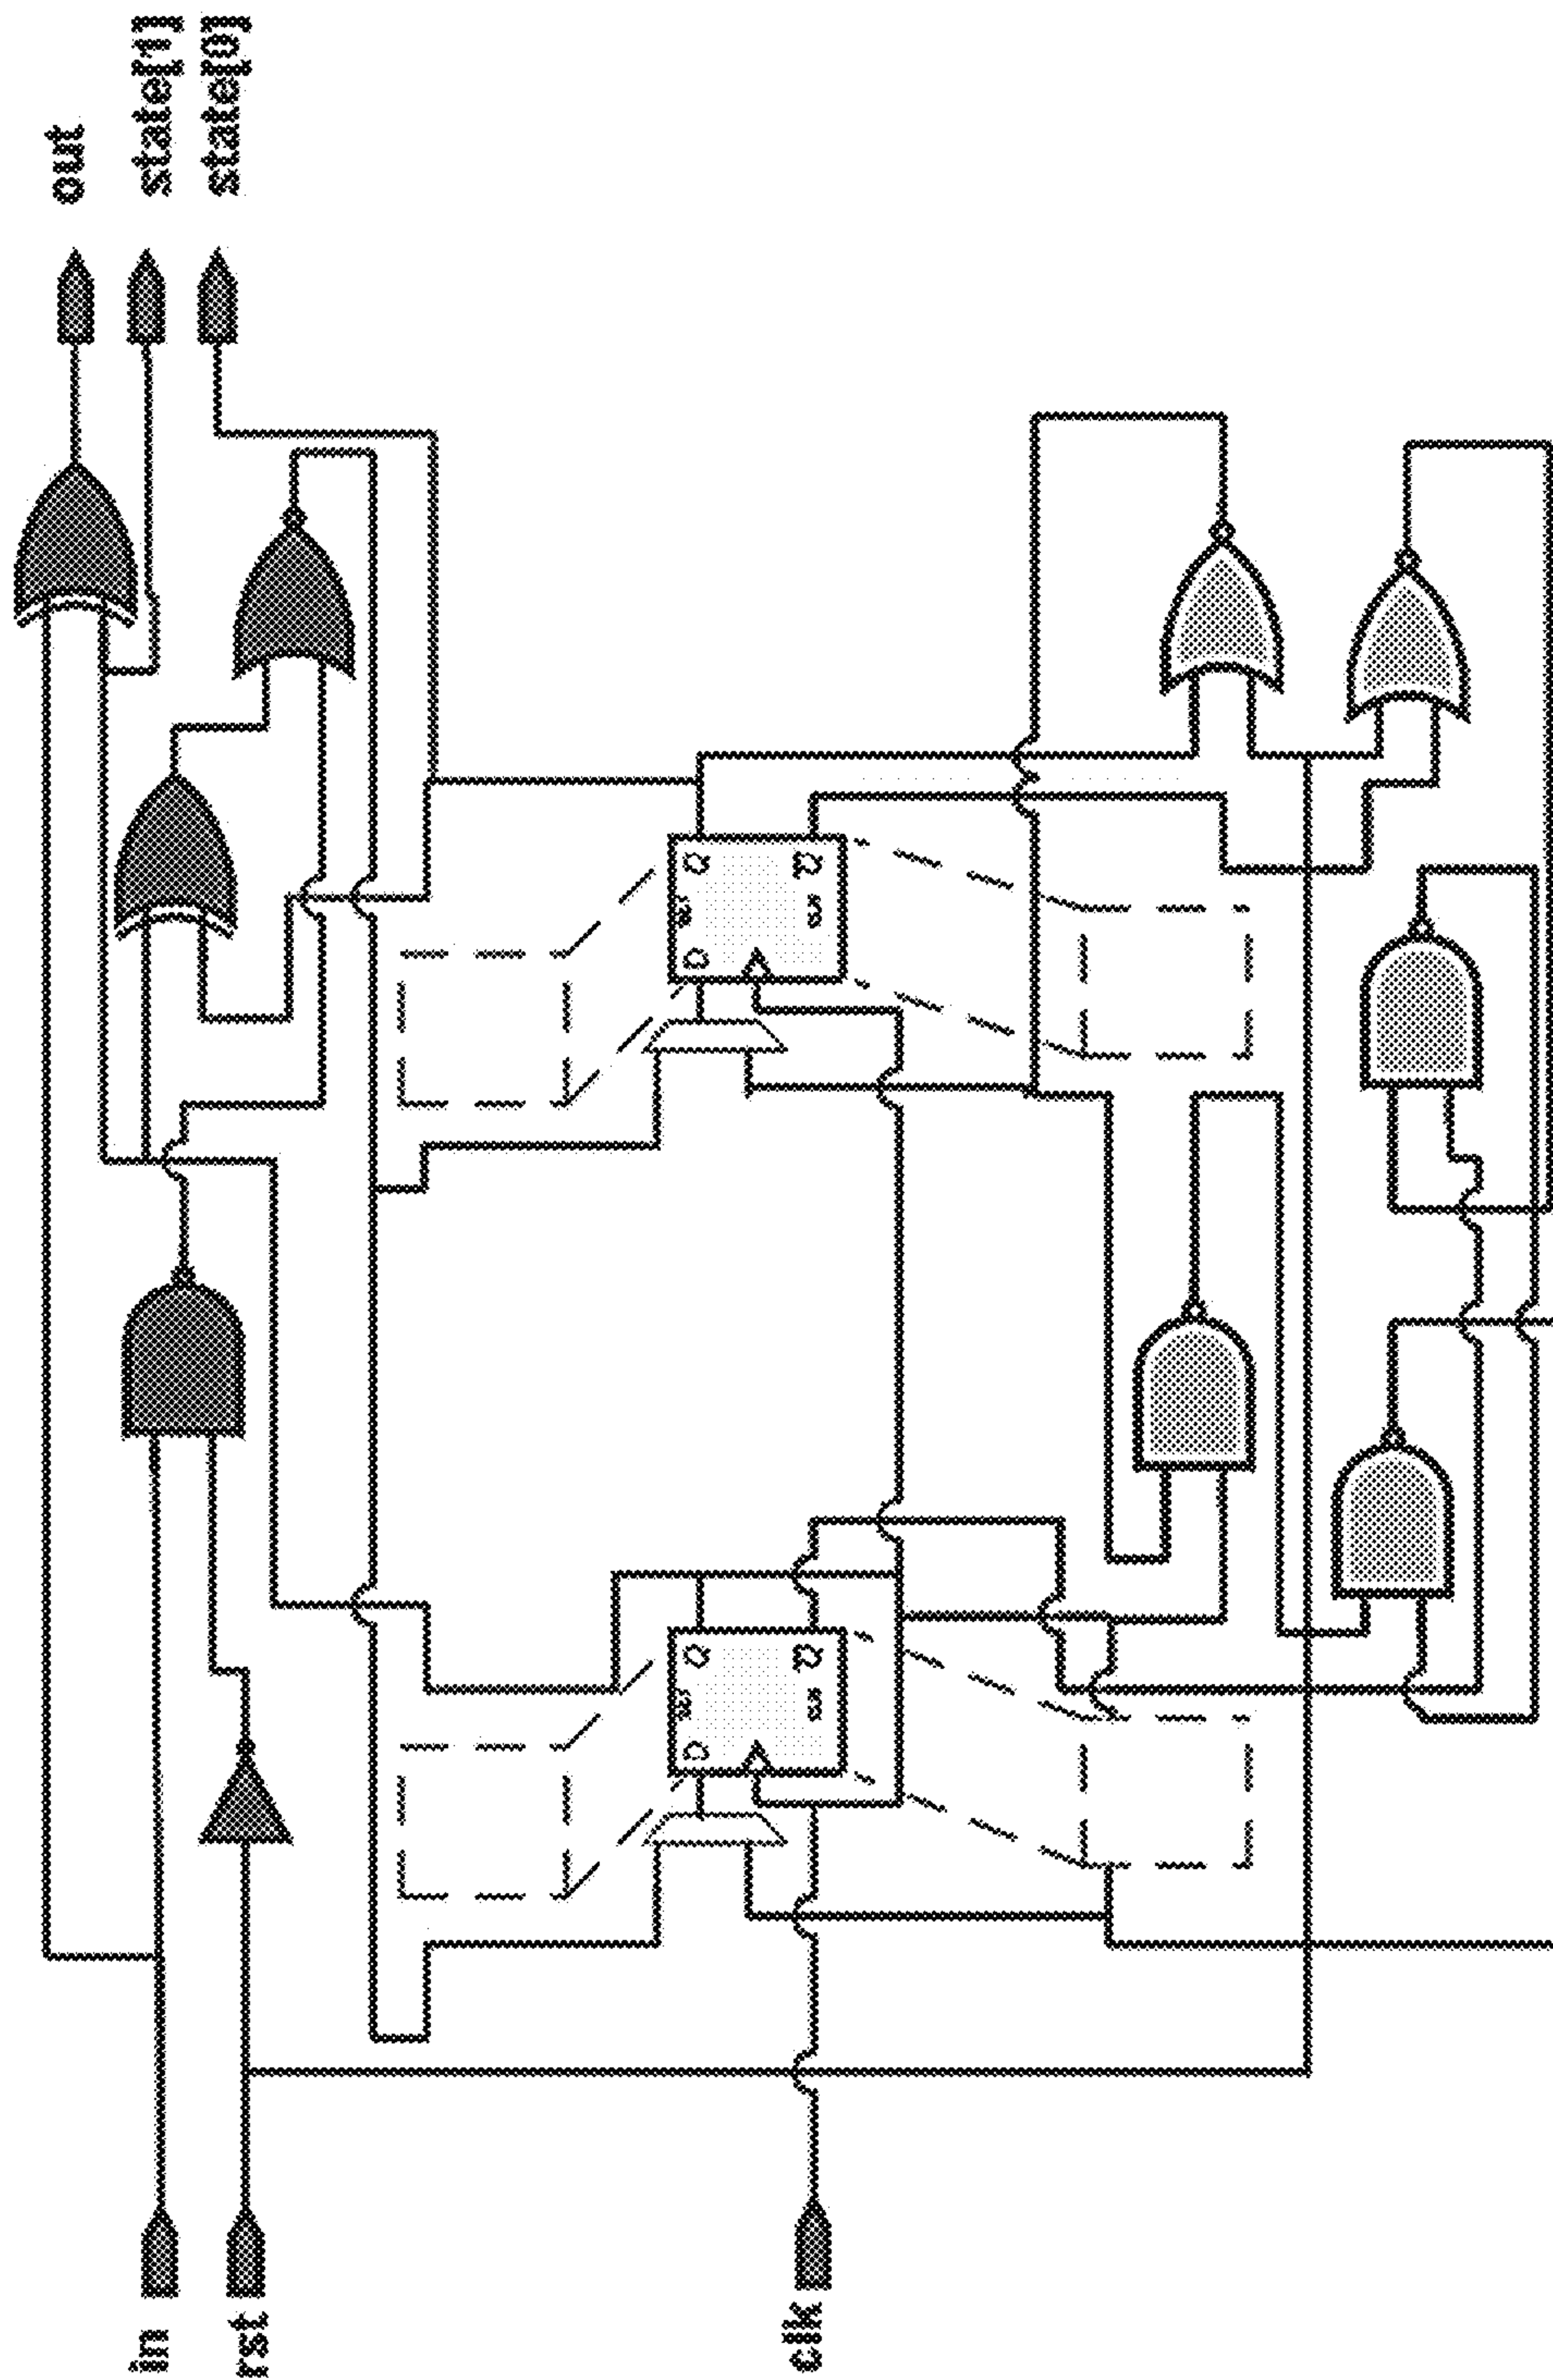 in
rst
clk
out
state[1]
state[0]
D
Q
Q
D
Q
Q